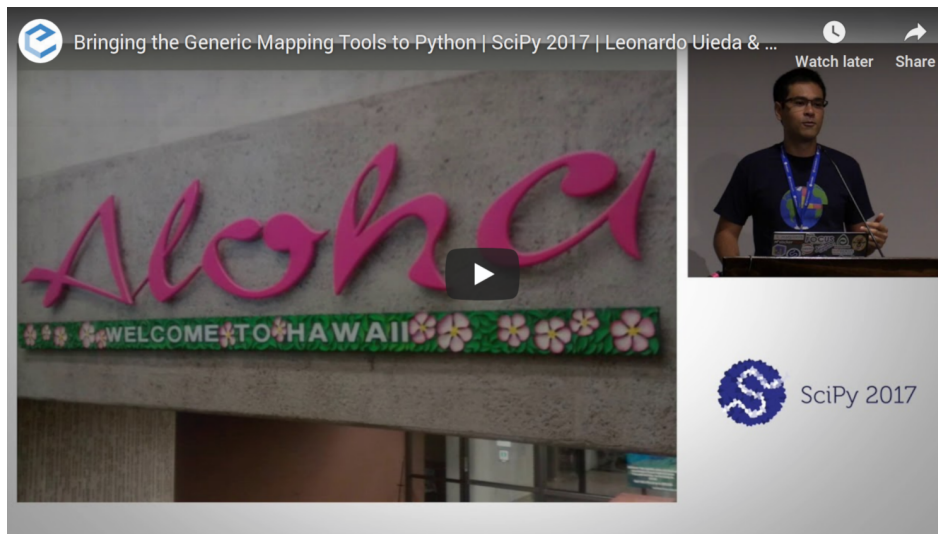 Bringing the Generic Mapping Tools to Python | SciPy 2017 | Leonardo Uieda & ...
Watch later
Share
Aloha
WELCOME TO HAWAII
SciPy 2017